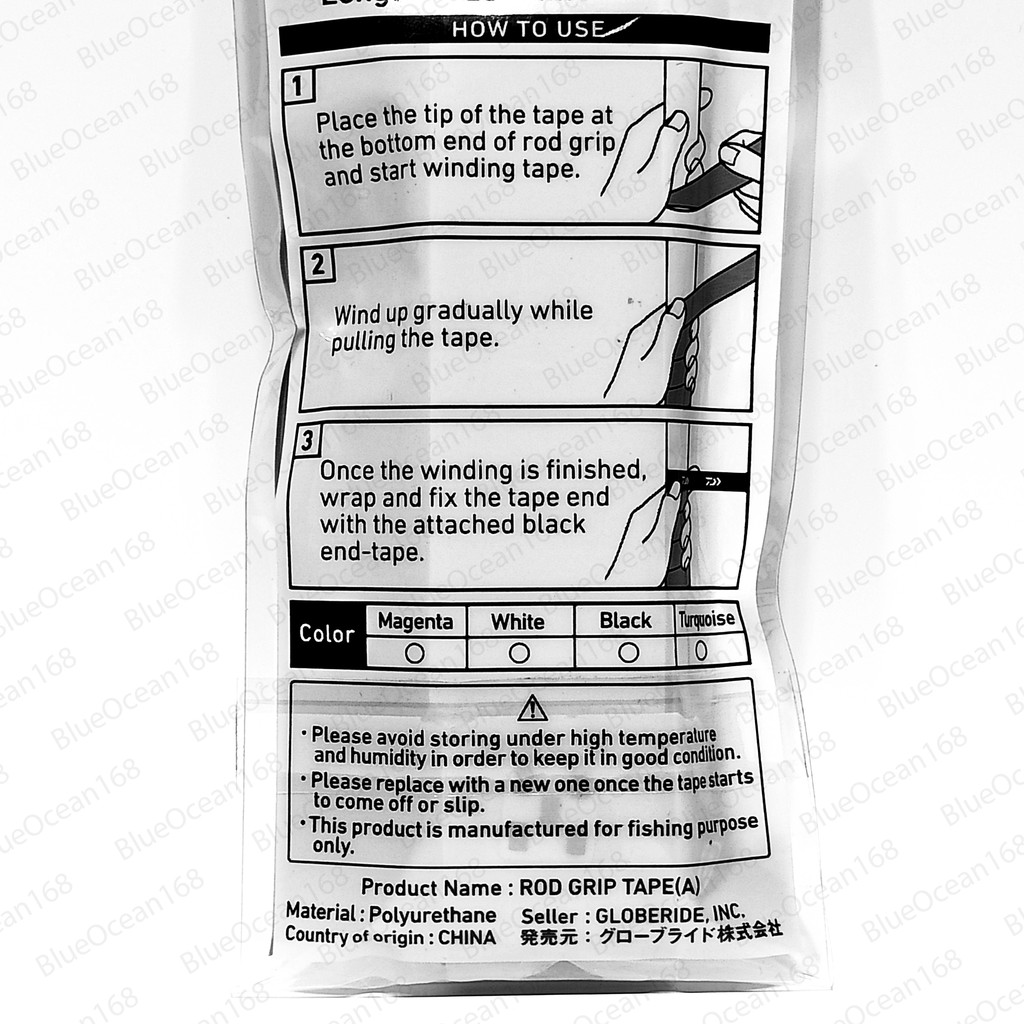 HOW TO USE
1
Place the tip of the tape at
the bottom end of rod grip
and start winding tape.
2
Wind up gradually while
pulling the tape.
3
Once the winding is finished,
wrap and fix the tape end
with the attached black
end-tape.
Color Magenta White Black Turquoise
○ ○ ○ ○
・Please avoid storing under high temperature
and humidity in order to keep it in good condition.
・Please replace with a new one once the tape starts
to come off or slip.
・This product is manufactured for fishing purpose
only.
Product Name : ROD GRIP TAPE(A)
Material : Polyurethane Seller : GLOBERIDE, INC.
Country of origin : CHINA 発売元 : グローブライド株式会社
BlueOcean168